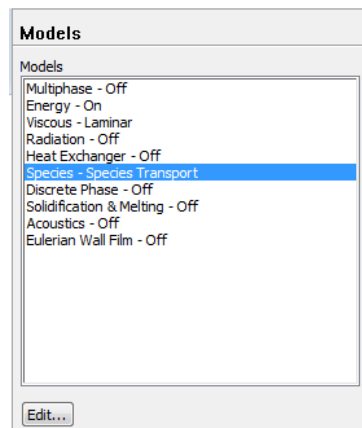 Models
Models
Multiphase - Off
Energy - On
Viscous - Laminar
Radiation - Off
Heat Exchanger - Off
Species - Species Transport
Discrete Phase - Off
Solidification & Melting - Off
Acoustics - Off
Eulerian Wall Film - Off
Edit...